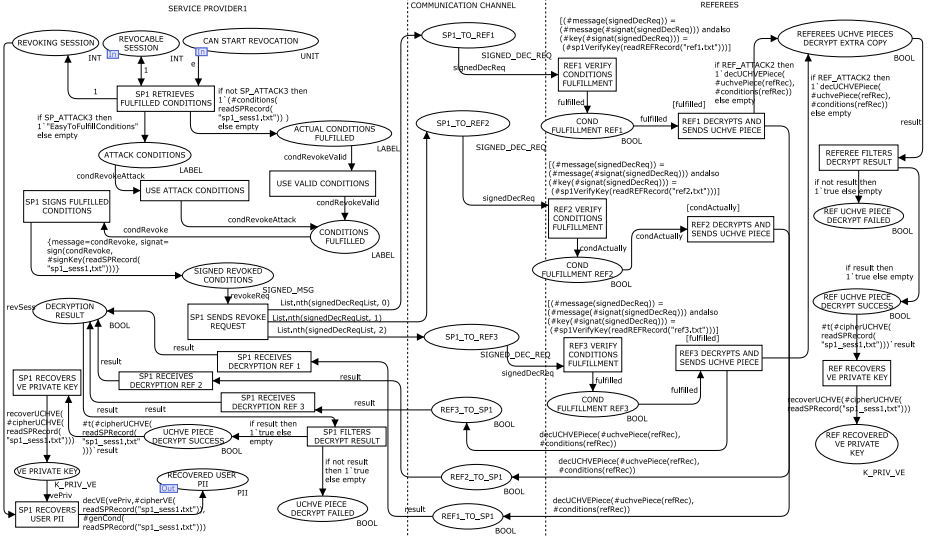 SERVICE PROVIDER1
COMMUNICATION CHANNEL
REFEREES
REVOKING SESSION
INT
REVOCABLE
SESSION
In
INT
CAN START REVOCATION
In
UNIT
1
1
e
SP1 RETRIEVES
FULFILLED CONDITIONS
if SP_ATTACK3 then
1`"EasyToFulfillConditions"
else empty
if not SP_ATTACK3 then
1`(#conditions(
readSPRecord(
"sp1_sess1.txt")) )
else empty
ATTACK CONDITIONS
LABEL
ACTUAL CONDITIONS
FULFILLED
LABEL
condRevokeAttack
condRevokeValid
USE ATTACK CONDITIONS
USE VALID CONDITIONS
condRevokeAttack
condRevokeValid
SP1 SIGNS FULFILLED
CONDITIONS
condRevoke
CONDITIONS
FULFILLED
LABEL
{message=condRevoke, signat=
sign(condRevoke,
#signKey(readSPRecord(
"sp1_sess1.txt")))}
SIGNED REVOKED
CONDITIONS
SIGNED_MSG
revokeReq
SP1 SENDS REVOKE
REQUEST
List.nth(signedDecReqList, 0)
List.nth(signedDecReqList, 1)
List.nth(signedDecReqList, 2)
revSess
DECRYPTION
RESULT
BOOL
result
SP1 RECEIVES
DECRYPTION REF 1
result
SP1 RECEIVES
DECRYPTION REF 2
result
SP1 RECEIVES
DECRYPTION REF 3
result
result
result
SP1 RECOVERS
VE PRIVATE KEY
recoverUCHVE(
#cipherUCHVE(
readSPRecord(
"sp1_sess1.txt")))
#t(#cipherUCHVE(
readSPRecord(
"sp1_sess1.txt")
)))`result
UCHVE PIECE
DECRYPT SUCCESS
BOOL
if result then
1`true else
empty
SP1 FILTERS
DECRYPT RESULT
if not result
then 1`true
else empty
UCHVE PIECE
DECRYPT FAILED
BOOL
VE PRIVATE KEY
K_PRIV_VE
vePriv
SP1 RECOVERS
USER PII
RECOVERED USER
PII
Out
PII
decVE(vePriv,#cipherVE(
readSPRecord("sp1_sess1.txt")),
#genCond(
readSPRecord("sp1_sess1.txt")))
SP1_TO_REF1
SIGNED_DEC_REQ
signedDecReq
SP1_TO_REF2
SIGNED_DEC_REQ
signedDecReq
SP1_TO_REF3
SIGNED_DEC_REQ
signedDecReq
REF3_TO_SP1
BOOL
REF2_TO_SP1
BOOL
REF1_TO_SP1
BOOL
result
[(#message(signedDecReq)) =
(#message(signedDecReq)) andalso
(#key(#signat(signedDecReq))) =
(#sp1VerifyKey(readREFRecord("ref1.txt")))]
REF1 VERIFY
CONDITIONS
FULFILLMENT
fulfilled
COND
FULFILLMENT REF1
BOOL
fulfilled
[fulfilled]
REF1 DECRYPTS AND
SENDS UCHVE PIECE
if REF_ATTACK2 then
1`decUCHVEPiece(
#uchvePiece(refRec),
#conditions(refRec))
else empty
[(#message(signedDecReq)) =
(#message(signedDecReq)) andalso
(#key(#signat(signedDecReq))) =
(#sp1VerifyKey(readREFRecord("ref2.txt")))]
REF2 VERIFY
CONDITIONS
FULFILLMENT
condActually
COND
FULFILLMENT REF2
BOOL
condActually
[condActually]
REF2 DECRYPTS AND
SENDS UCHVE PIECE
[(#message(signedDecReq)) =
(#message(signedDecReq)) andalso
(#key(#signat(signedDecReq))) =
(#sp1VerifyKey(readREFRecord("ref3.txt")))]
REF3 VERIFY
CONDITIONS
FULFILLMENT
fulfilled
COND
FULFILLMENT REF3
BOOL
fulfilled
[fulfilled]
REF3 DECRYPTS AND
SENDS UCHVE PIECE
decUCHVEPiece(#uchvePiece(refRec),
#conditions(refRec))
decUCHVEPiece(#uchvePiece(refRec),
#conditions(refRec))
decUCHVEPiece(#uchvePiece(refRec),
#conditions(refRec))
REFEREES UCHVE PIECES
DECRYPT EXTRA COPY
BOOL
if REF_ATTACK2 then
1`decUCHVEPiece(
#uchvePiece(refRec),
#conditions(refRec))
else empty
result
REFEREE FILTERS
DECRYPT RESULT
if not result then
1`true else empty
REF UCHVE PIECE
DECRYPT FAILED
BOOL
if result then
1`true else empty
REF UCHVE PIECE
DECRYPT SUCCESS
BOOL
#t(#cipherUCHVE(
readSPRecord(
"sp1_sess1.txt")))`result
REF RECOVERS
VE PRIVATE KEY
recoverUCHVE(#cipherUCHVE(
readSPRecord(
"sp1_sess1.txt")))
REF RECOVERED
VE PRIVATE
KEY
K_PRIV_VE